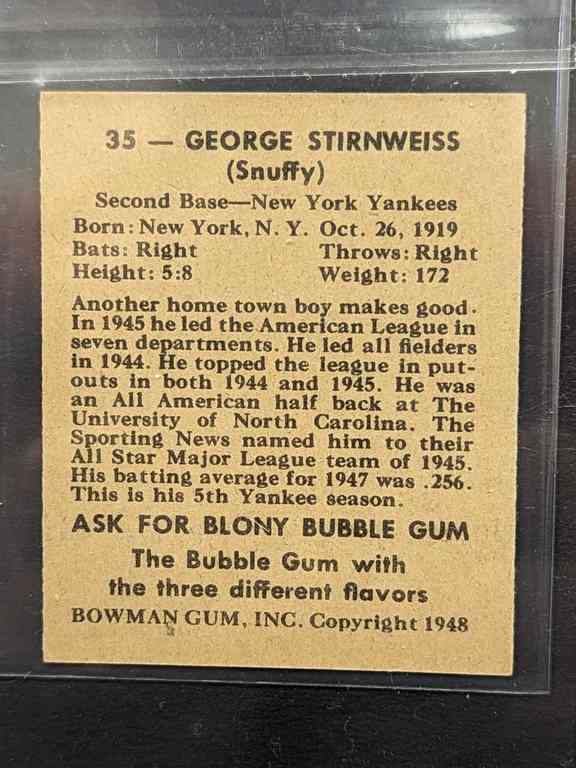 35 — GEORGE STIRNWEISS
(Snuffy)
Second Base—New York Yankees
Born: New York, N. Y. Oct. 26, 1919
Bats: Right Throws: Right
Height: 5:8 Weight: 172
Another home town boy makes good.
In 1945 he led the American League in
seven departments. He led all fielders
in 1944. He topped the league in put-
outs in both 1944 and 1945. He was
an All American half back at The
University of North Carolina. The
Sporting News named him to their
All Star Major League team of 1945.
His batting average for 1947 was .256.
This is his 5th Yankee season.
ASK FOR BLONY BUBBLE GUM
The Bubble Gum with
the three different flavors
BOWMAN GUM, INC. Copyright 1948